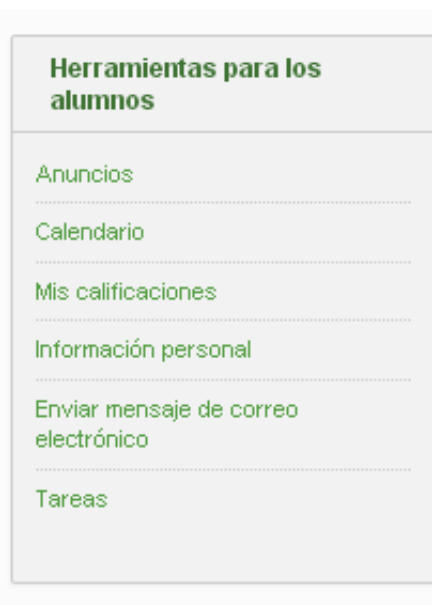 Herramientas para los
alumnos
Anuncios
Calendario
Mis calificaciones
Información personal
Enviar mensaje de correo
electrónico
Tareas